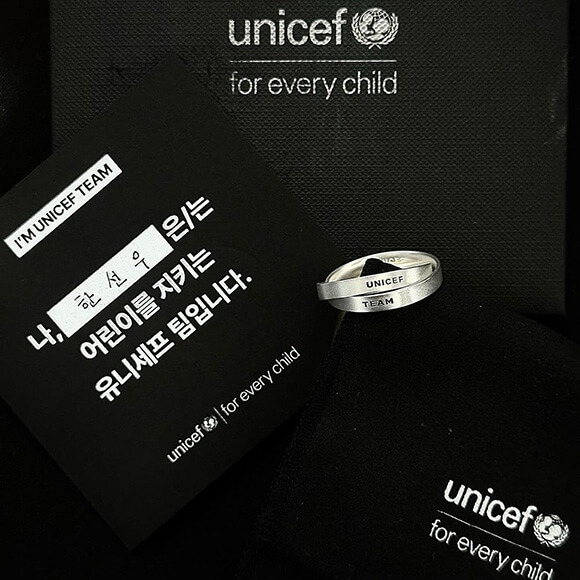 unicef
for every child
I'M UNICEF TEAM
나, 한 선 우 은/는
어린이를 지키는
유니세프 팀입니다.
unicef | for every child
UNICEF
TEAM
unicef
for every child